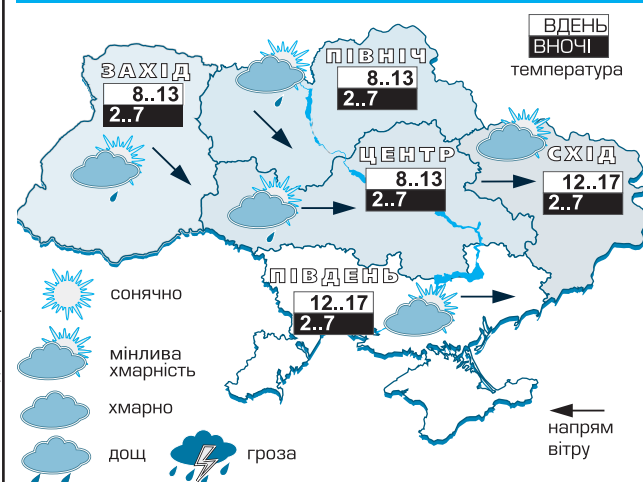 ВДЕНЬ
ВНОЧІ
температура
ЗАХІД
8..13
2..7
ПІВНІЧ
8..13
2..7
ЦЕНТР
8..13
2..7
СХІД
12..17
2..7
ПІВДЕНЬ
12..17
2..7
сонячно
мінлива
хмарність
хмарно
дощ
гроза
напрям
вітру